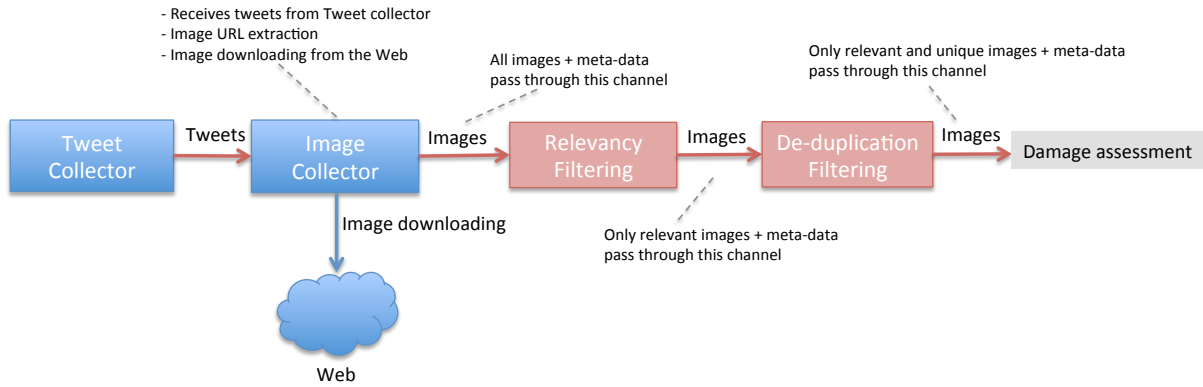 - Receives tweets from Tweet collector
- Image URL extraction
- Image downloading from the Web
All images + meta-data
pass through this channel
Only relevant and unique images + meta-data
pass through this channel
Tweet
Collector
Tweets
Image
Collector
Images
Relevancy
Filtering
Images
De-duplication
Filtering
Images
Damage assessment
Image downloading
Only relevant images + meta-data
pass through this channel
Web